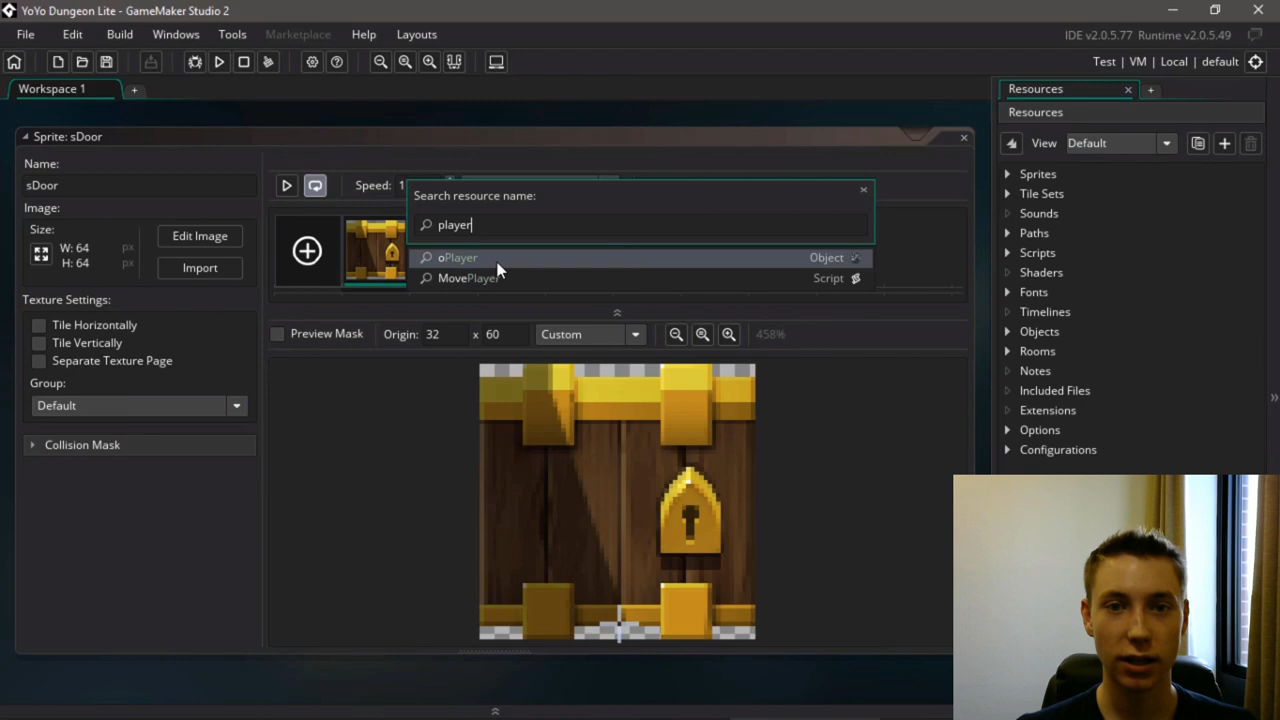 YoYo Dungeon Lite - GameMaker Studio 2
File Edit Build Windows Tools Marketplace Help Layouts
IDE v2.0.5.77 Runtime v2.0.5.49
Test | VM | Local | default
Workspace 1
Resources
Resources
View Default
Sprite: sDoor
Name:
sDoor
Image:
Size:
W: 64 px
H: 64 px
Edit Image
Import
Texture Settings:
Tile Horizontally
Tile Vertically
Separate Texture Page
Group:
Default
Collision Mask
Speed: 1
Search resource name:
player
oPlayer Object
MovePlayer Script
Preview Mask Origin: 32 x 60 Custom 458%
Sprites
Tile Sets
Sounds
Paths
Scripts
Shaders
Fonts
Timelines
Objects
Rooms
Notes
Included Files
Extensions
Options
Configurations